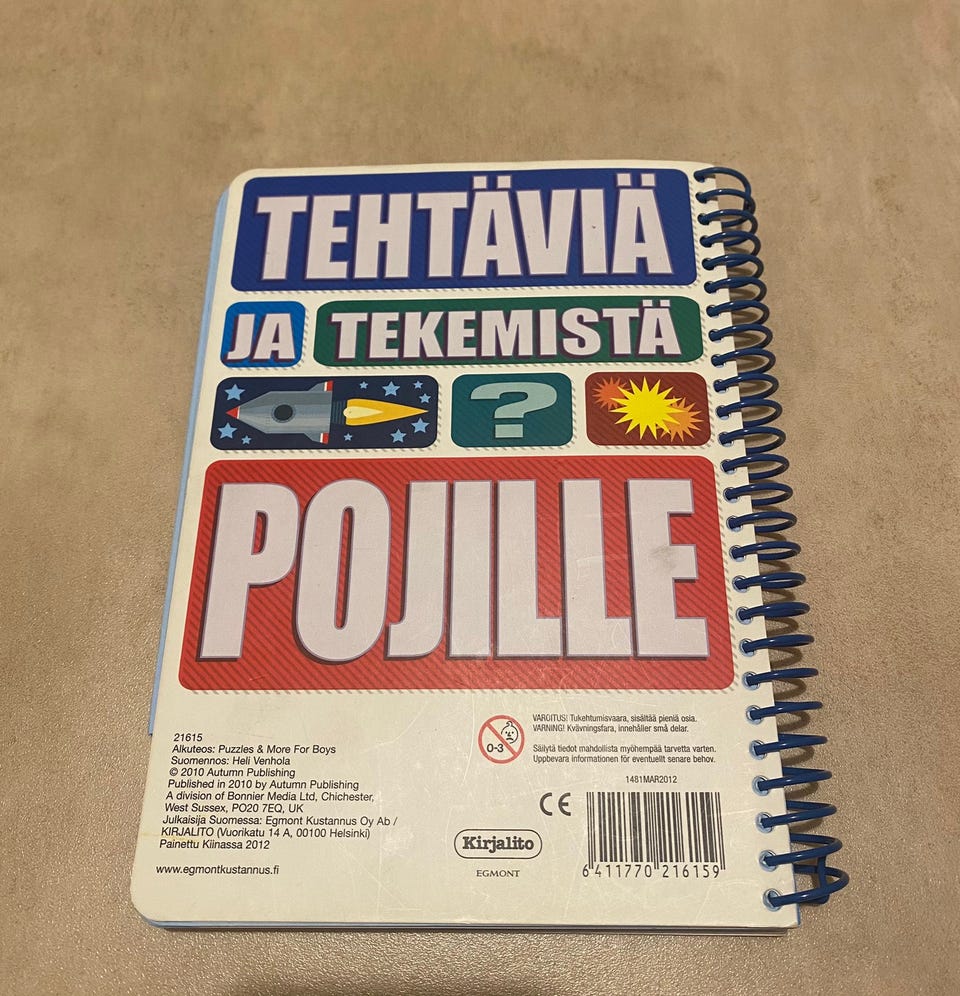 TEHTÄVIÄ
JA TEKEMISTÄ
?
POJILLE
21615
Alkuteos: Puzzles & More For Boys
Suomennos: Heli Venhola
© 2010 Autumn Publishing
Published in 2010 by Autumn Publishing
A division of Bonnier Media Ltd, Chichester,
West Sussex, PO20 7EQ, UK
Julkaisija Suomessa: Egmont Kustannus Oy Ab /
KIRJALITO (Vuorikatu 14 A, 00100 Helsinki)
Painettu Kiinassa 2012
www.egmontkustannus.fi
0-3
VAROITUS! Tukehtumisvaara, sisältää pieniä osia.
VARNING! Kvävningsfara, innehåller små delar.
Säilytä tiedot mahdollista myöhempää tarvetta varten.
Uppbevara informationen för eventuellt senare behov.
1481MAR2012
CE
Kirjalito
EGMONT
6 411770 216159